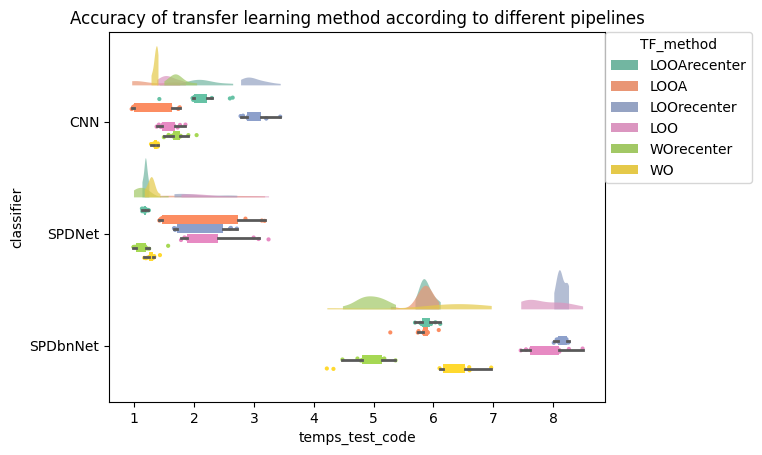 Accuracy of transfer learning method according to different pipelines
TF_method
LOOArecenter
LOOA
LOOrecenter
LOO
WOrecenter
WO
classifier
CNN
SPDNet
SPDbnNet
1 2 3 4 5 6 7 8
temps_test_code